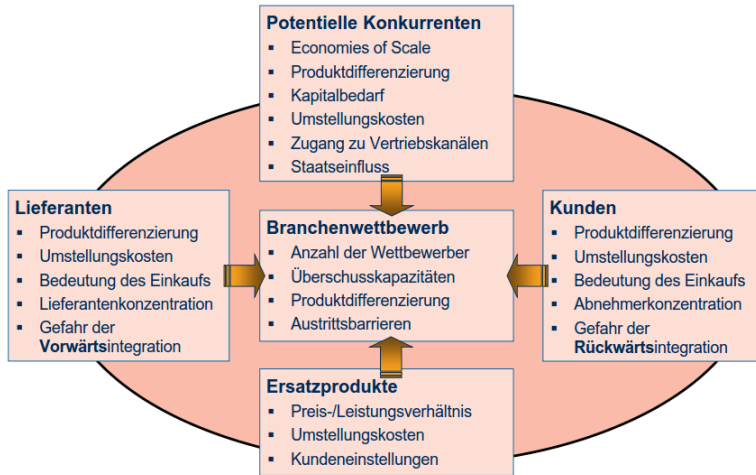 Potentielle Konkurrenten
▪ Economies of Scale
▪ Produktdifferenzierung
▪ Kapitalbedarf
▪ Umstellungskosten
▪ Zugang zu Vertriebskanälen
▪ Staatseinfluss
Lieferanten
▪ Produktdifferenzierung
▪ Umstellungskosten
▪ Bedeutung des Einkaufs
▪ Lieferantenkonzentration
▪ Gefahr der
Vorwärtsintegration
Branchenwettbewerb
▪ Anzahl der Wettbewerber
▪ Überschusskapazitäten
▪ Produktdifferenzierung
▪ Austrittsbarrieren
Kunden
▪ Produktdifferenzierung
▪ Umstellungskosten
▪ Bedeutung des Einkaufs
▪ Abnehmerkonzentration
▪ Gefahr der
Rückwärtsintegration
Ersatzprodukte
▪ Preis-/Leistungsverhältnis
▪ Umstellungskosten
▪ Kundeneinstellungen